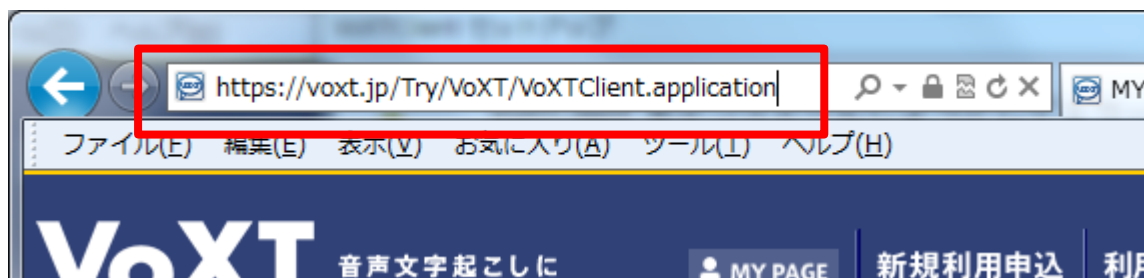 https://voxt.jp/Try/VoXT/VoXTClient.application
MY
ファイル(F) 編集(E) 表示(V) お気に入り(A) ツール(T) ヘルプ(H)
VoXT 音声文字起こしに MY PAGE 新規利用申込 利